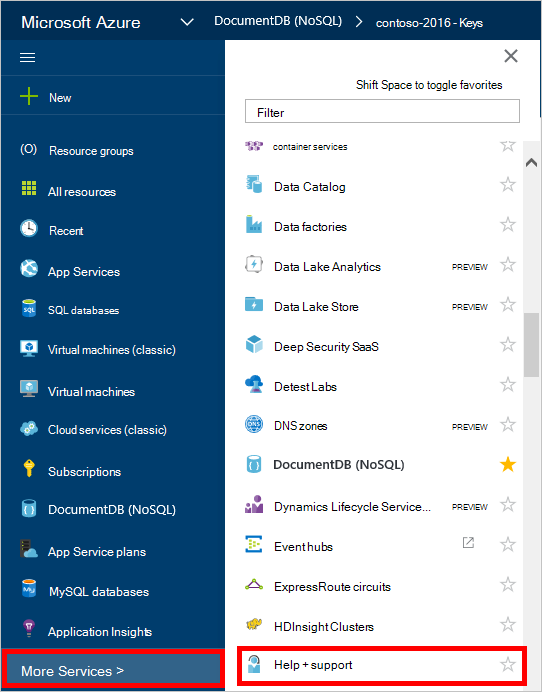 Microsoft Azure DocumentDB (NoSQL) > contoso-2016 - Keys
New
Resource groups
All resources
Recent
App Services
SQL databases
Virtual machines (classic)
Virtual machines
Cloud services (classic)
Subscriptions
DocumentDB (NoSQL)
App Service plans
MySQL databases
Application Insights
More Services >
Shift Space to toggle favorites
Filter
container services
Data Catalog
Data factories
Data Lake Analytics PREVIEW
Data Lake Store PREVIEW
Deep Security SaaS
Detest Labs
DNS zones PREVIEW
DocumentDB (NoSQL)
Dynamics Lifecycle Service... PREVIEW
Event hubs
ExpressRoute circuits
HDInsight Clusters
Help + support